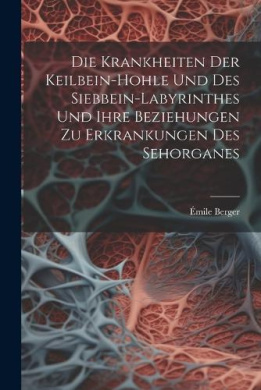 Die Krankheiten Der
Keilbein-Hohle Und Des
Siebbein-Labyrinthes
Und Ihre Beziehungen
Zu Erkrankungen Des
Sehorganes
Émile Berger